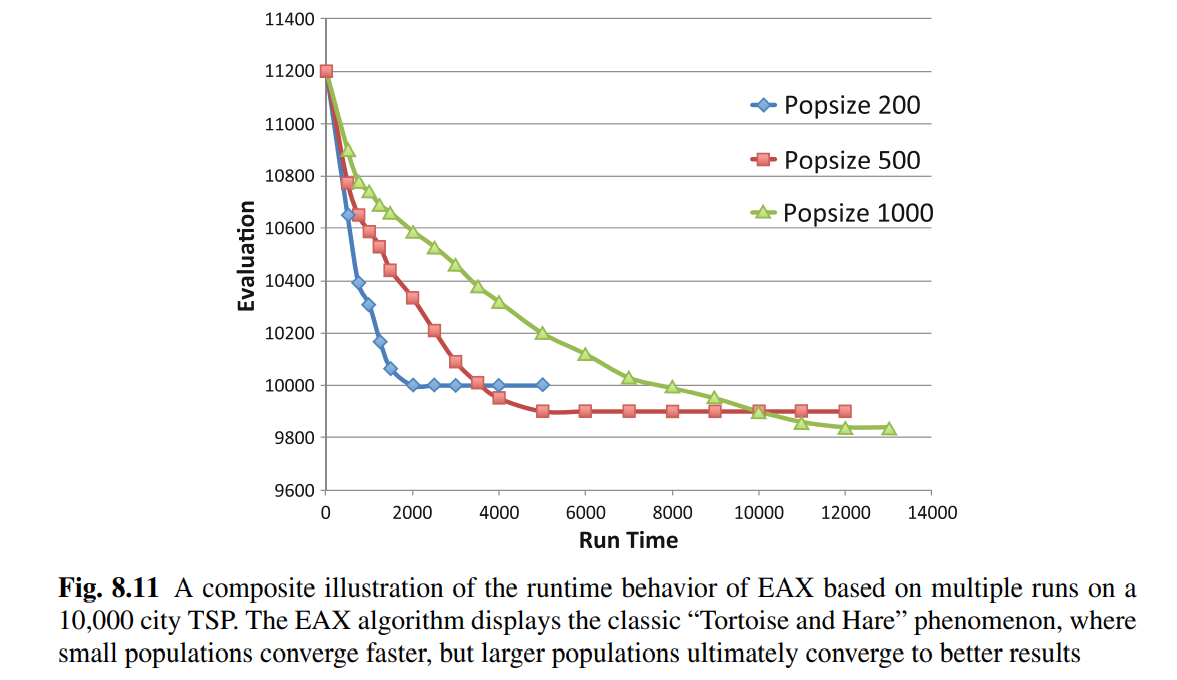 11400
11200
11000
10800
10600
10400
10200
10000
9800
9600
Evaluation
0 2000 4000 6000 8000 10000 12000 14000
Run Time
Popsize 200
Popsize 500
Popsize 1000
Fig. 8.11 A composite illustration of the runtime behavior of EAX based on multiple runs on a
10,000 city TSP. The EAX algorithm displays the classic “Tortoise and Hare” phenomenon, where
small populations converge faster, but larger populations ultimately converge to better results